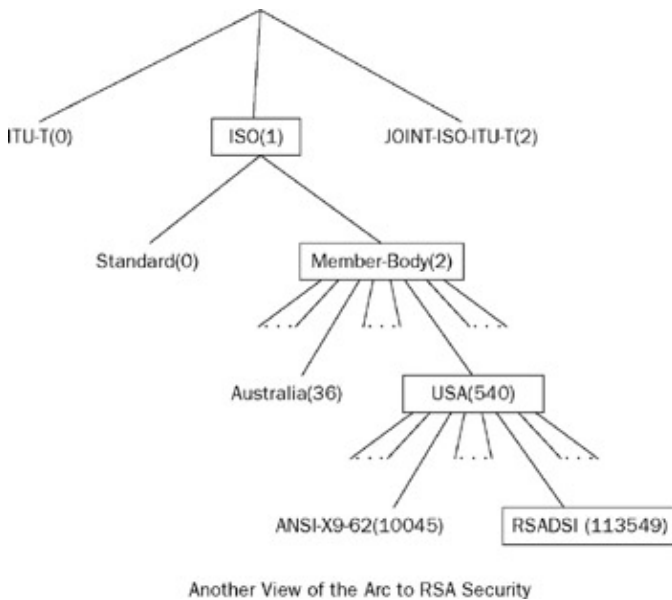 ITU-T(0)
ISO(1)
JOINT-ISO-ITU-T(2)
Standard(0)
Member-Body(2)
Australia(36)
USA(540)
ANSI-X9-62(10045)
RSADSI (113549)
Another View of the Arc to RSA Security